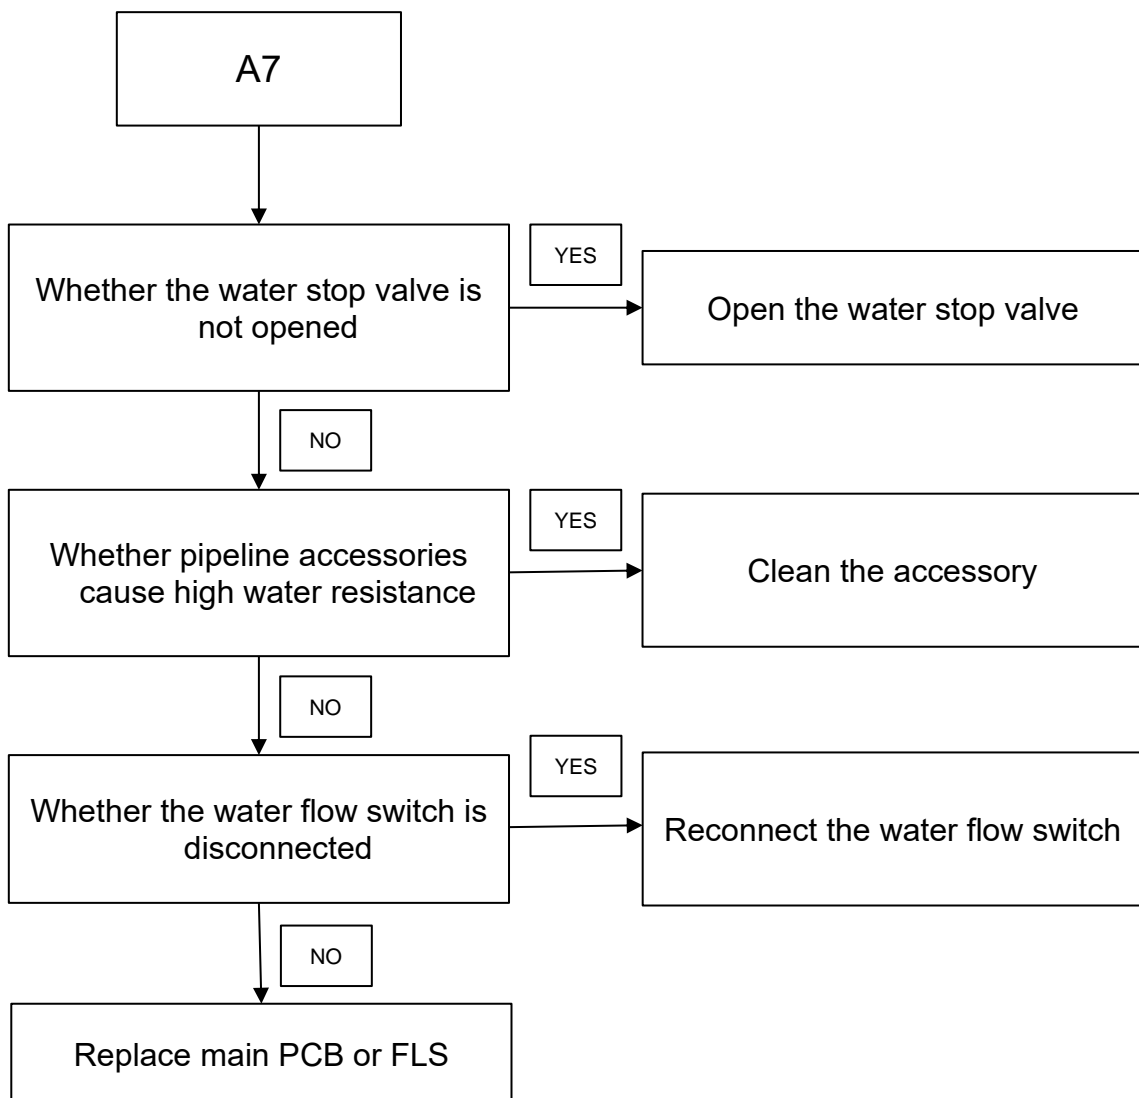 A7
Whether the water stop valve is
not opened
YES
Open the water stop valve
NO
Whether pipeline accessories
cause high water resistance
YES
Clean the accessory
NO
Whether the water flow switch is
disconnected
YES
Reconnect the water flow switch
NO
Replace main PCB or FLS